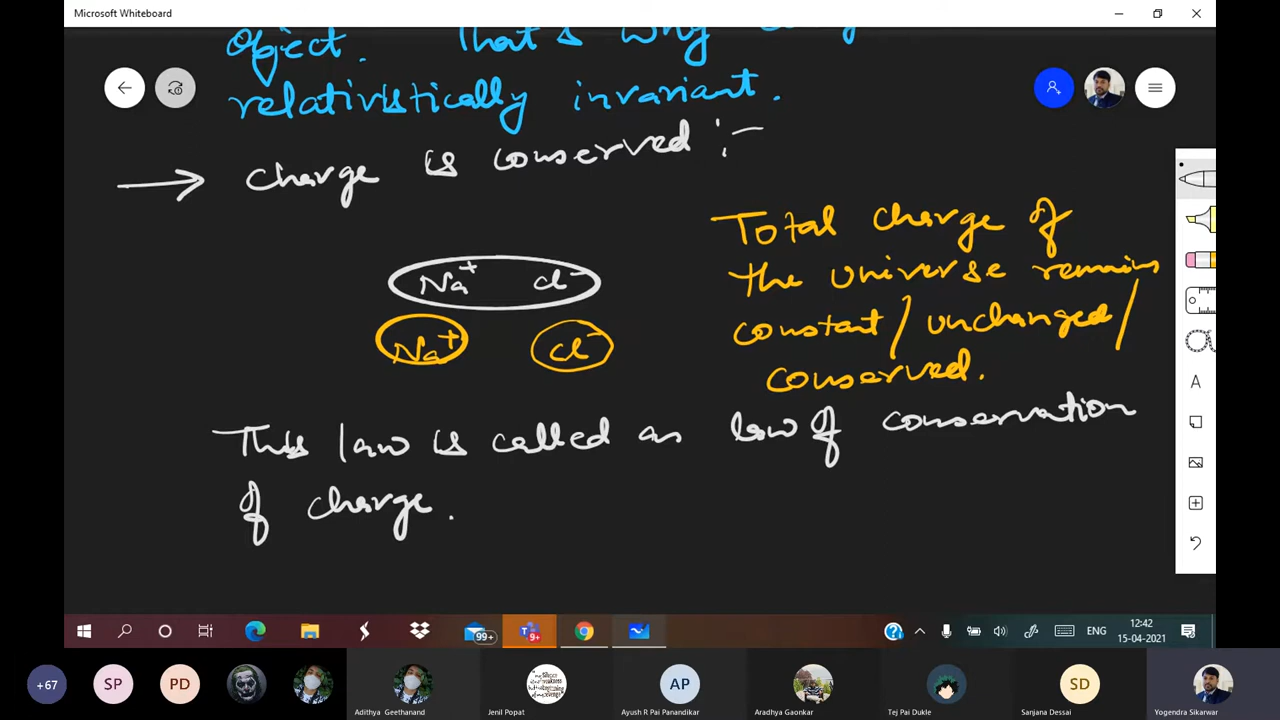 Microsoft Whiteboard
object. That's why
relativistically invariant.
→ Charge is conserved :-
Total charge of
the universe remains
constant / unchanged /
conserved.
Na⁺ Cl⁻
Na⁺ Cl⁻
This law is called as law of conservation
of charge.
A
99+
9+
ENG
12:42
15-04-2021
+67
SP
PD
AP
SD
Adithya Geethanand
Jenil Popat
Ayush R Pai Panandikar
Aradhya Gaonkar
Tej Pai Dukle
Sanjana Dessai
Yogendra Sikarwar